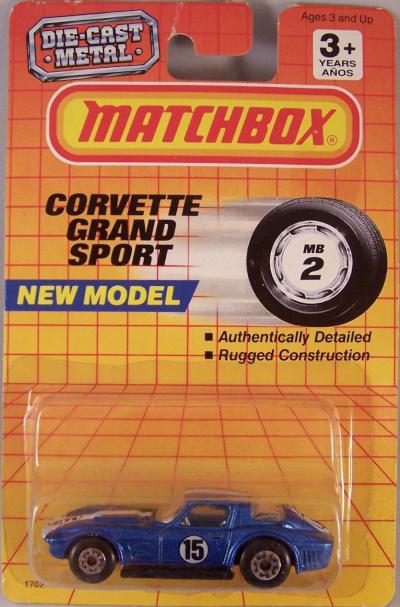 DIE-CAST
METAL
Ages 3 and Up
3+
YEARS
AÑOS
MATCHBOX®
CORVETTE
GRAND
SPORT
MB
2
NEW MODEL
■ Authentically Detailed
■ Rugged Construction
15
1702